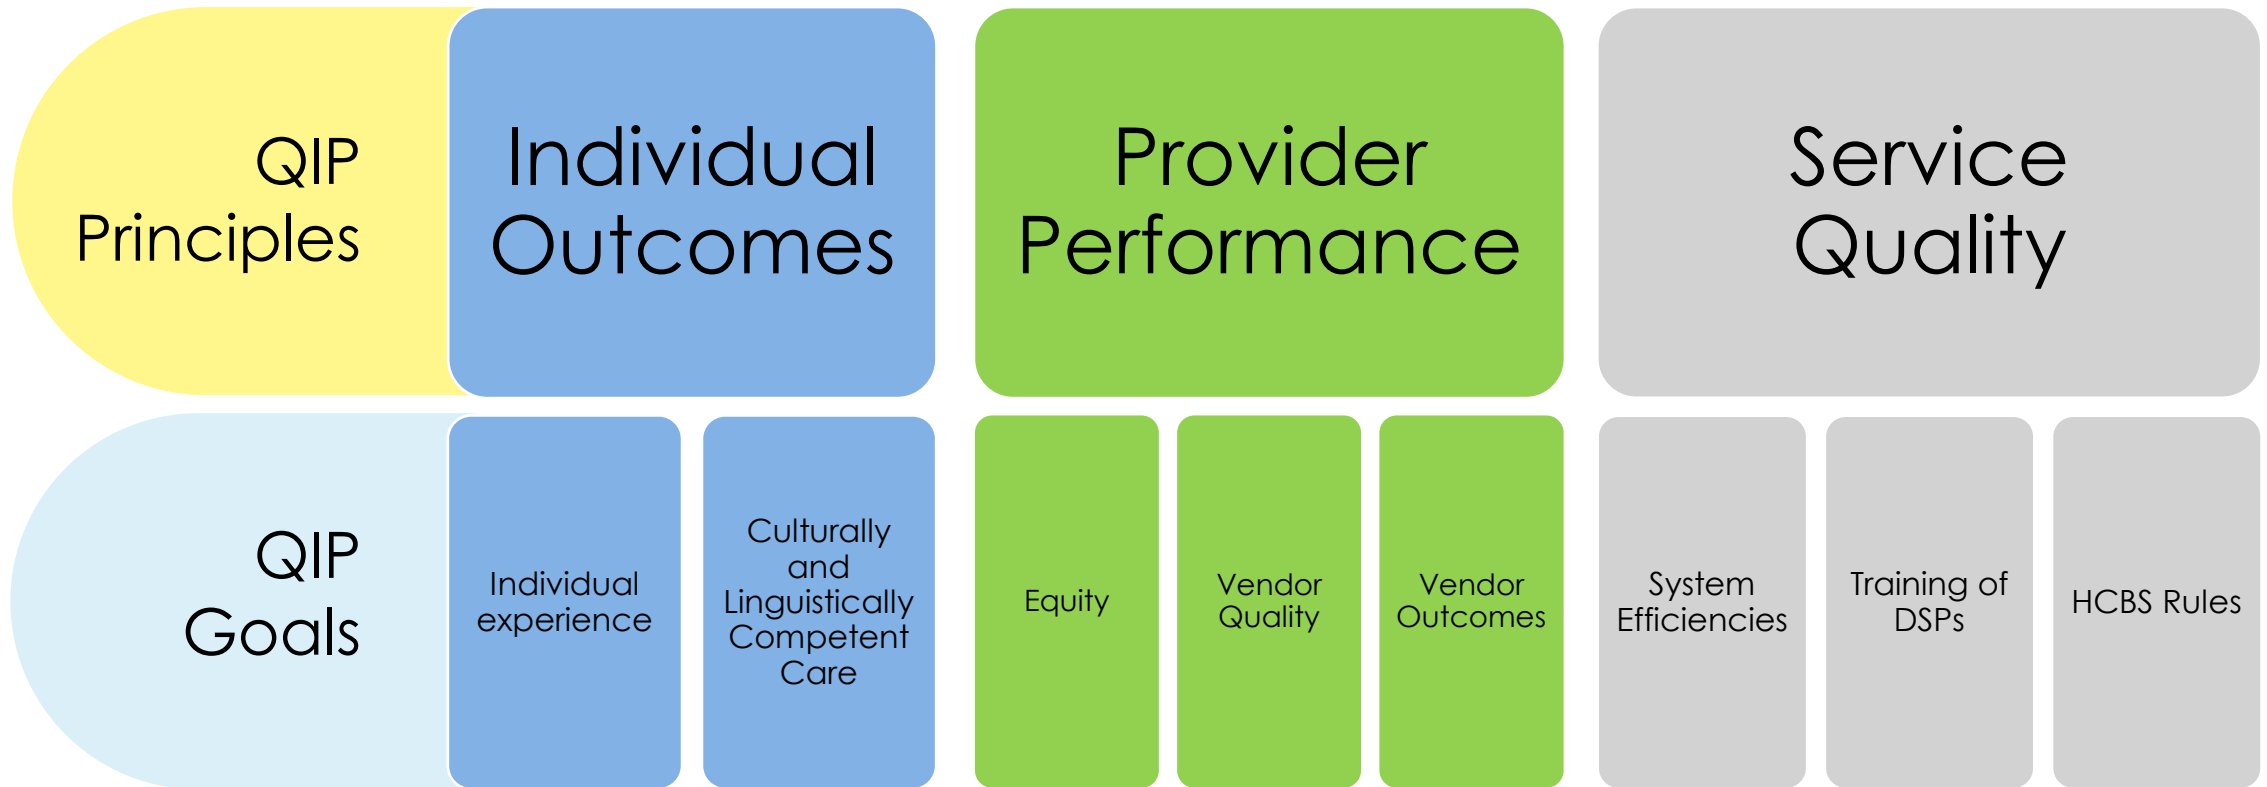 QIP
Principles
Individual
Outcomes
Provider
Performance
Service
Quality
QIP
Goals
Individual
experience
Culturally
and
Linguistically
Competent
Care
Equity
Vendor
Quality
Vendor
Outcomes
System
Efficiencies
Training of
DSPs
HCBS Rules